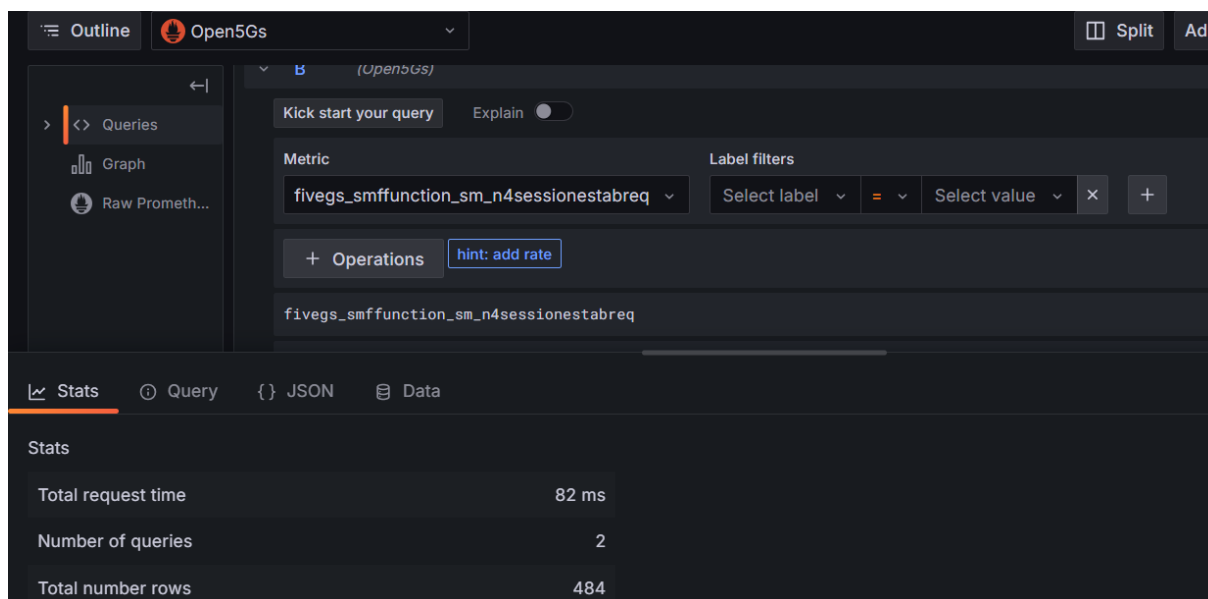 Outline
Open5Gs
Split
Ad
B (Open5Gs)
Queries
Graph
Raw Prometh...
Kick start your query
Explain
Metric
Label filters
fivegs_smffunction_sm_n4sessionestabreq
Select label
=
Select value
×
+
+ Operations
hint: add rate
fivegs_smffunction_sm_n4sessionestabreq
Stats
Query
{} JSON
Data
Stats
Total request time 82 ms
Number of queries 2
Total number rows 484